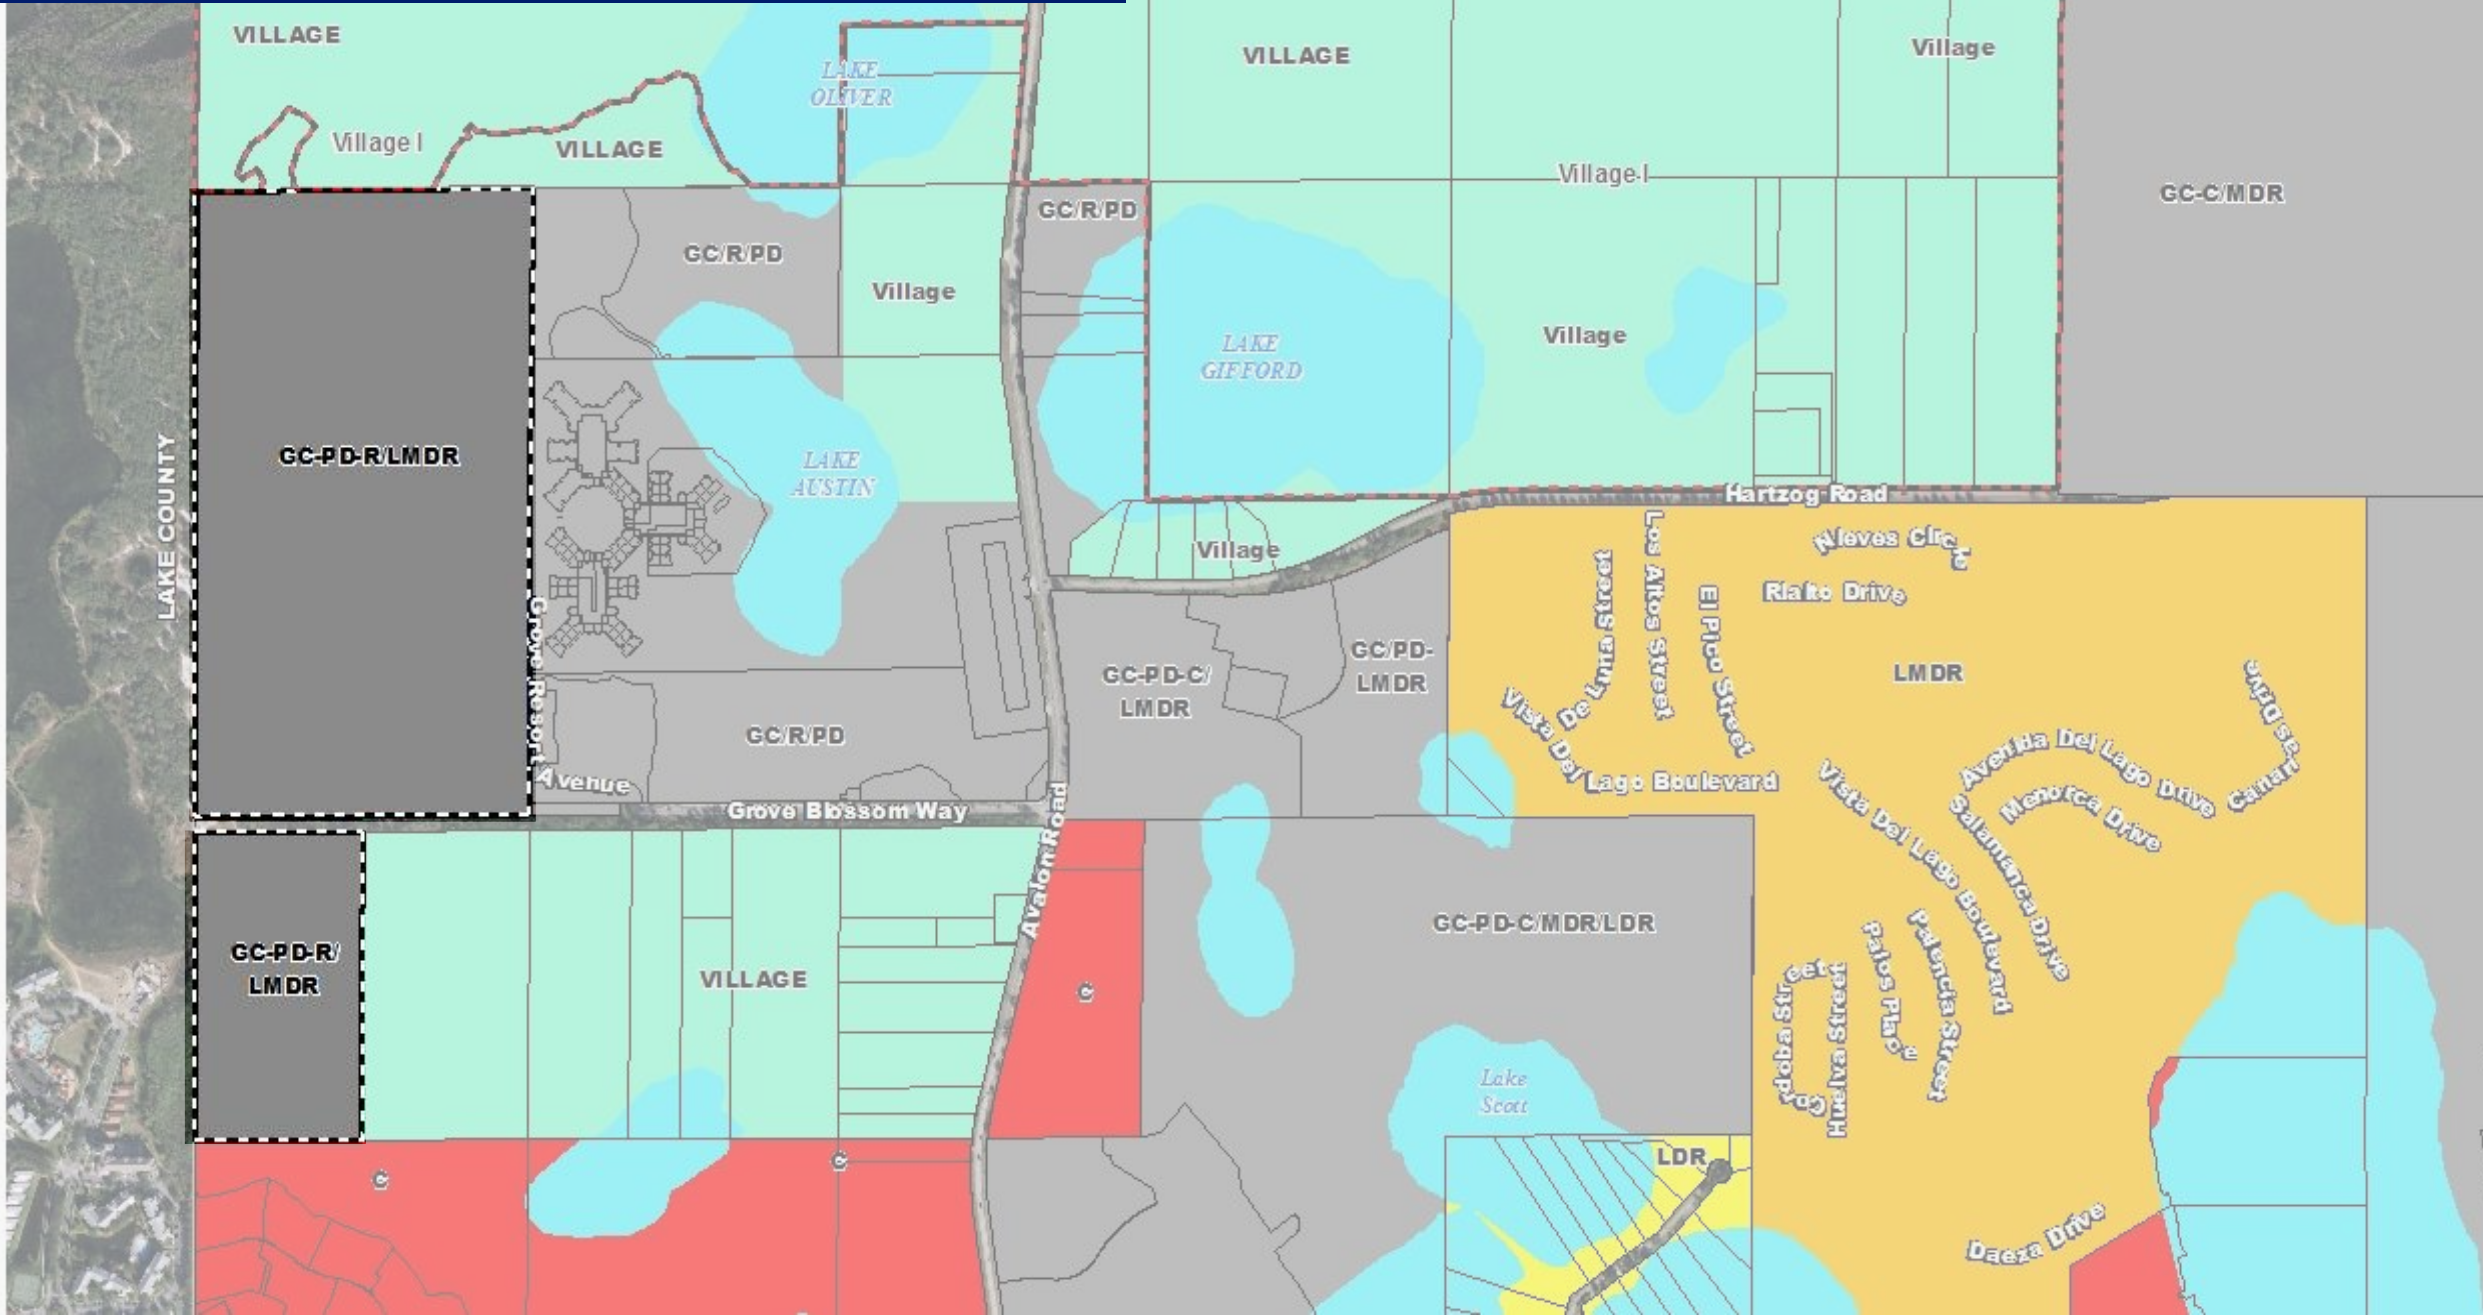 VILLAGE
VILLAGE
Village
LAKE
OLIVER
Village I
VILLAGE
Village I
GC-C/MDR
GC/R/PD
GC/R/PD
Village
Village
LAKE
GIFFORD
GC-PD-R/LMDR
LAKE
AUSTIN
LAKE COUNTY
Hartzog Road
Village
Nieves Circle
Rialto Drive
De Luna Street
Los Altos Street
El Pico Street
GC-PD-C/
LMDR
GC/PD-
LMDR
LMDR
Vista Del Lago Boulevard
Canari se Drive
Avenida Del Lago Drive
Menorca Drive
Grove Resort Avenue
GC/R/PD
Grove Blossom Way
Avalon Road
Vista Del Lago Boulevard
Salamanca Drive
GC-PD-R/
LMDR
VILLAGE
C
GC-PD-C/MDR/LDR
Palos Place
Palencia Street
Cordoba Street
Huelva Street
Lake
Scott
C
C
LDR
Daeza Drive